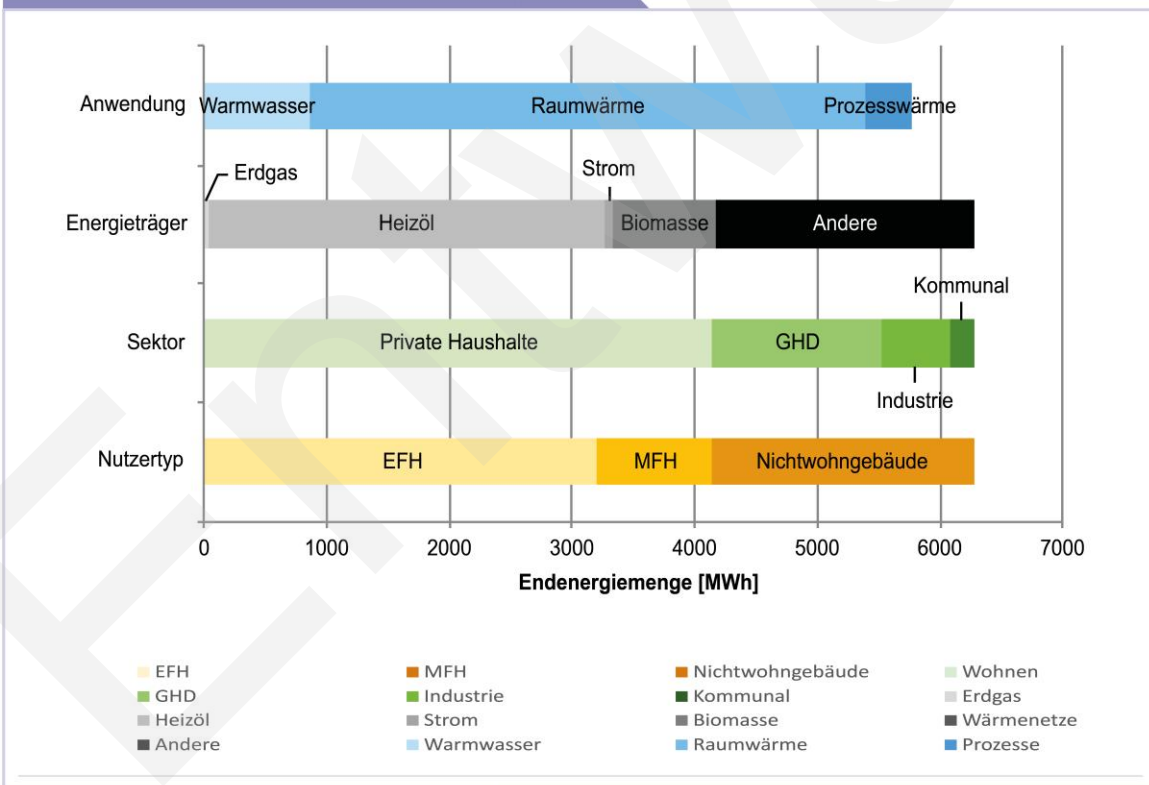 Anwendung Warmwasser Raumwärme Prozesswärme
Erdgas Strom
Energieträger Heizöl Biomasse Andere
Kommunal
Sektor Private Haushalte GHD
Industrie
Nutzertyp EFH MFH Nichtwohngebäude
0 1000 2000 3000 4000 5000 6000 7000
Endenergiemenge [MWh]
EFH MFH Nichtwohngebäude Wohnen
GHD Industrie Kommunal Erdgas
Heizöl Strom Biomasse Wärmenetze
Andere Warmwasser Raumwärme Prozesse